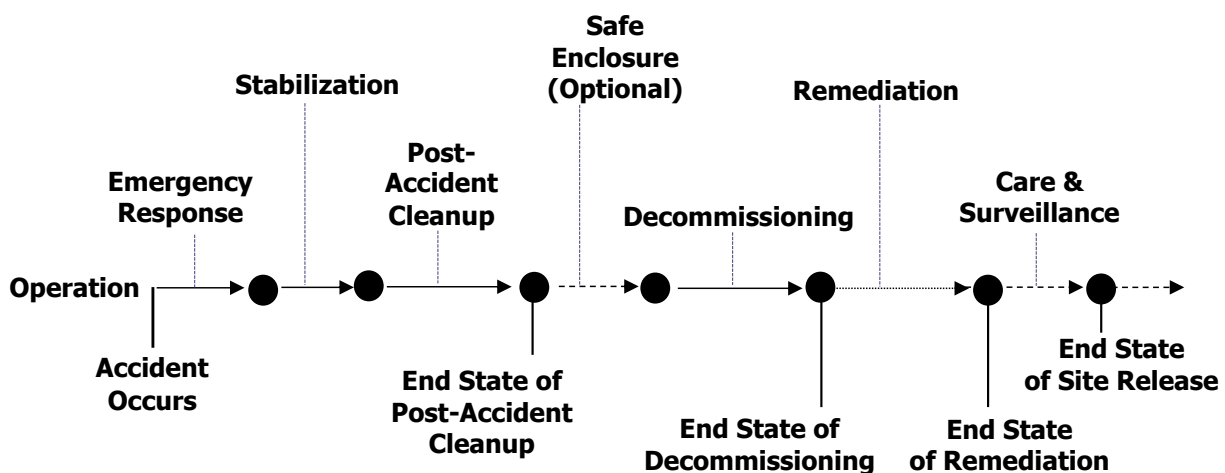 Safe
Enclosure
(Optional)
Stabilization
Remediation
Post-
Accident
Cleanup
Emergency
Response
Care &
Surveillance
Decommissioning
Operation
Accident
Occurs
End State of
Post-Accident
Cleanup
End State of
Decommissioning
End State
of Remediation
End State
of Site Release